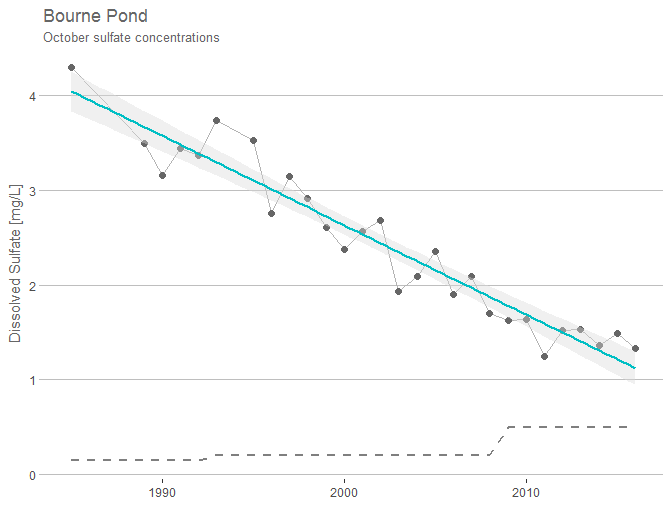 Bourne Pond
October sulfate concentrations
Dissolved Sulfate [mg/L]
4
3
2
1
0
1990 2000 2010